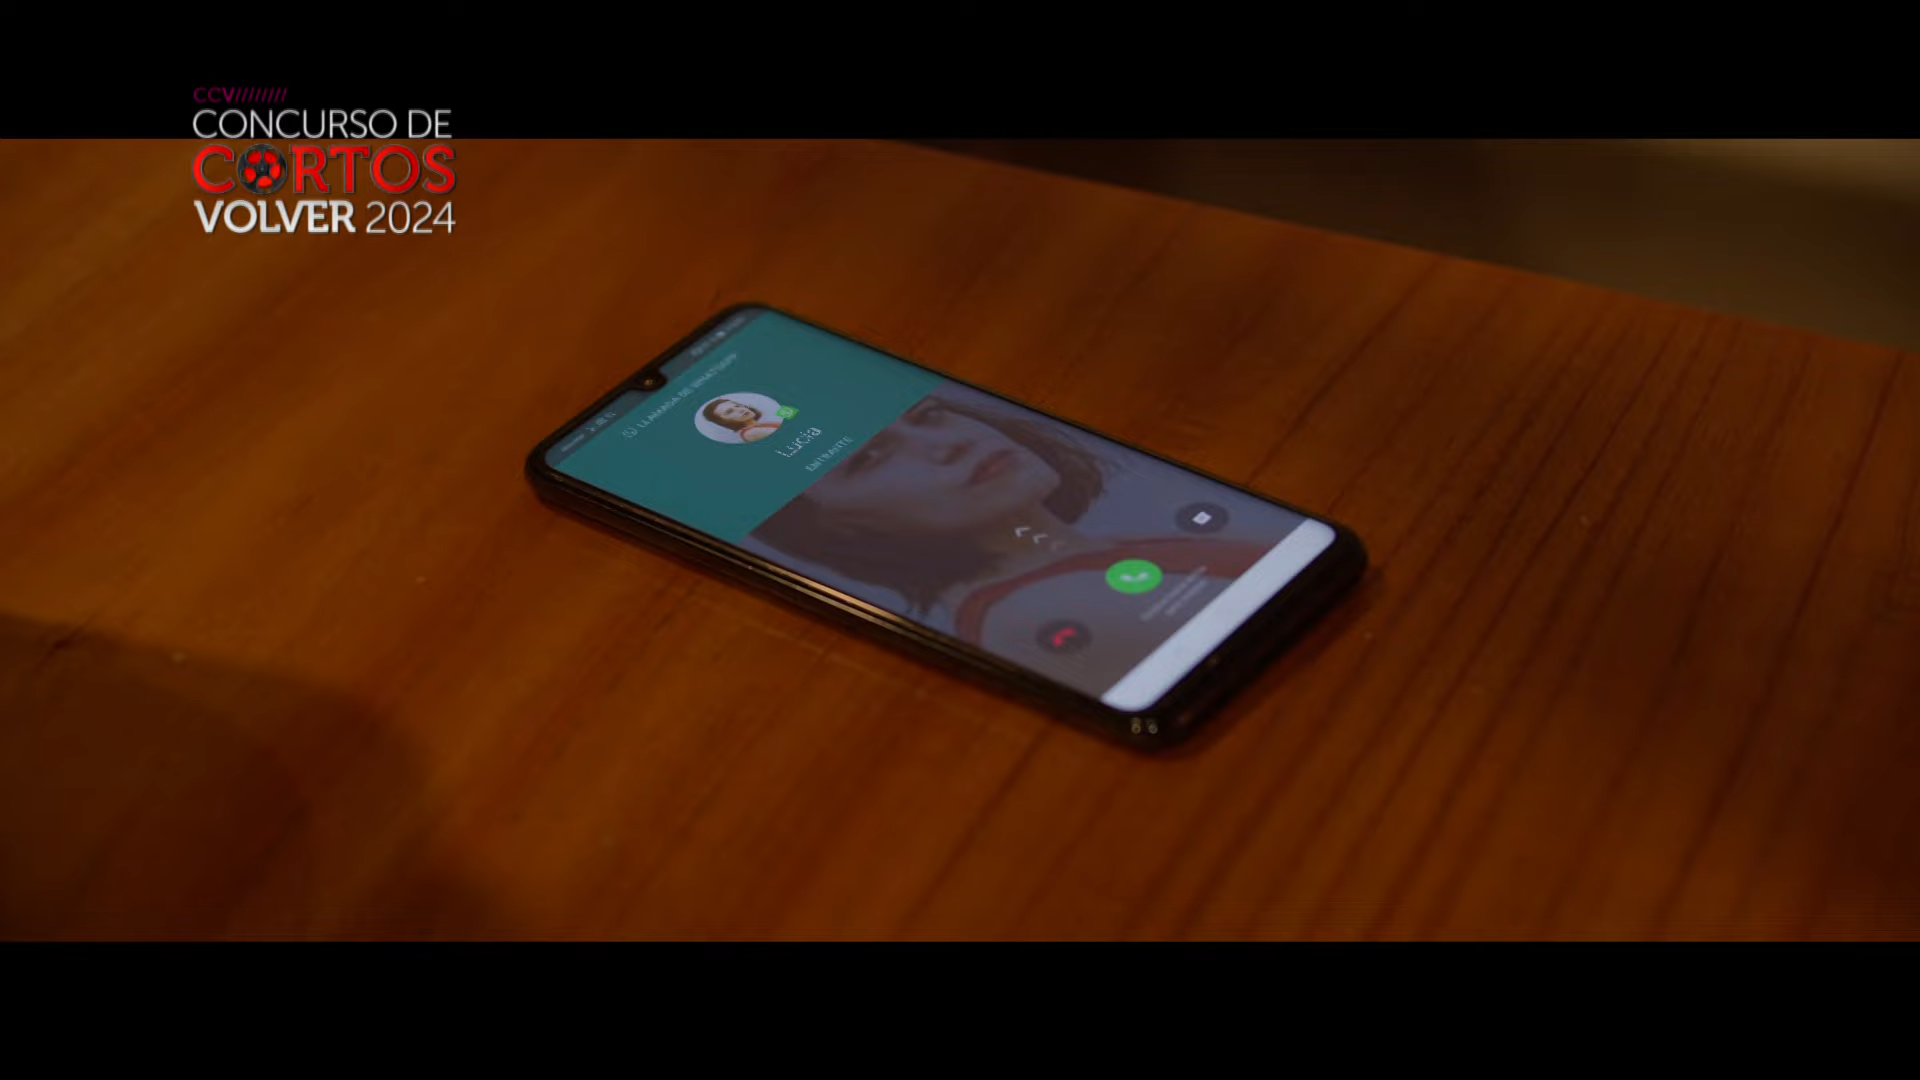 CCV////////
CONCURSO DE
CORTOS
VOLVER 2024
LLAMADA DE WHATSAPP
Lucia
ENTRANTE